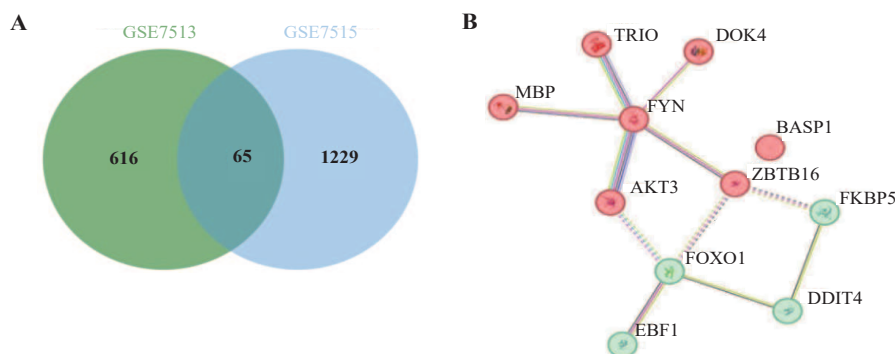 A
GSE7513
GSE7515
616
65
1229
B
TRIO
DOK4
MBP
FYN
BASP1
ZBTB16
AKT3
FKBP5
FOXO1
DDIT4
EBF1